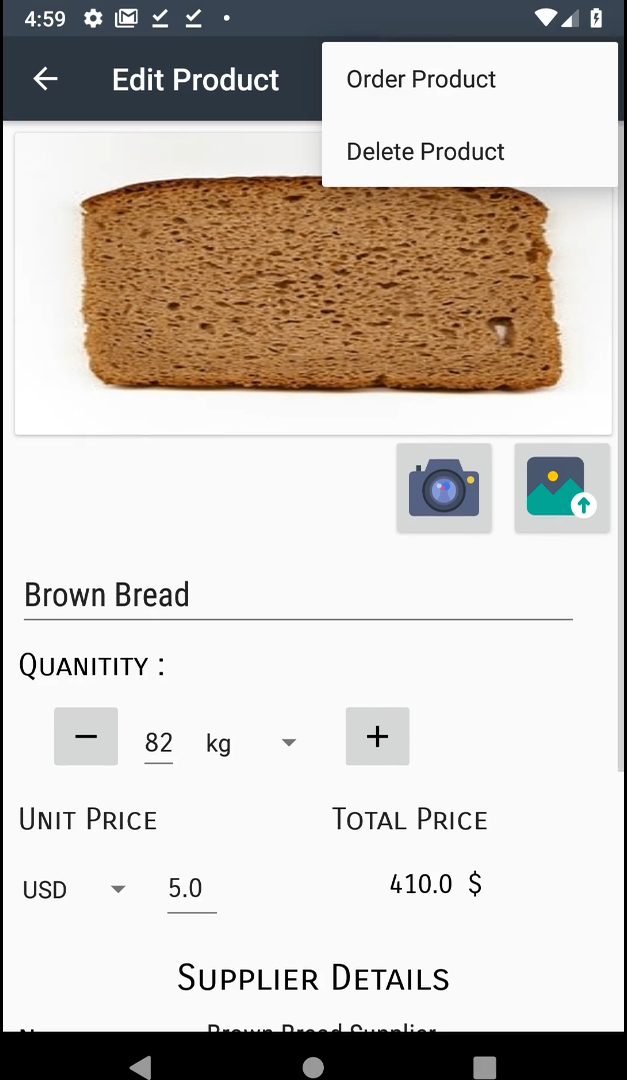 4:59
Edit Product
Order Product
Delete Product
Brown Bread
QUANITITY :
− 82 kg +
UNIT PRICE TOTAL PRICE
USD 5.0 410.0 $
SUPPLIER DETAILS
Brown Bread Supplier